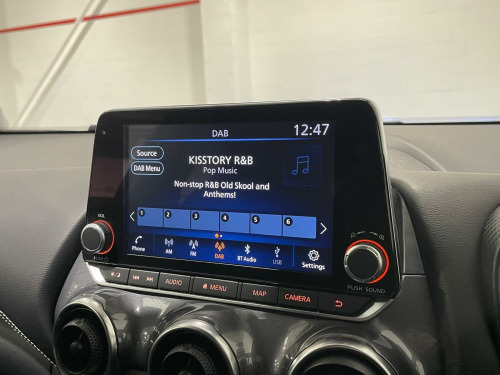 DAB
12:47
Source
DAB Menu
KISSTORY R&B
Pop Music
Non-stop R&B Old Skool and
Anthems!
1 2 3 4 5 6
Phone AM FM DAB BT Audio USB Settings
VOL
PUSH
AUDIO MENU MAP CAMERA
PUSH SOUND